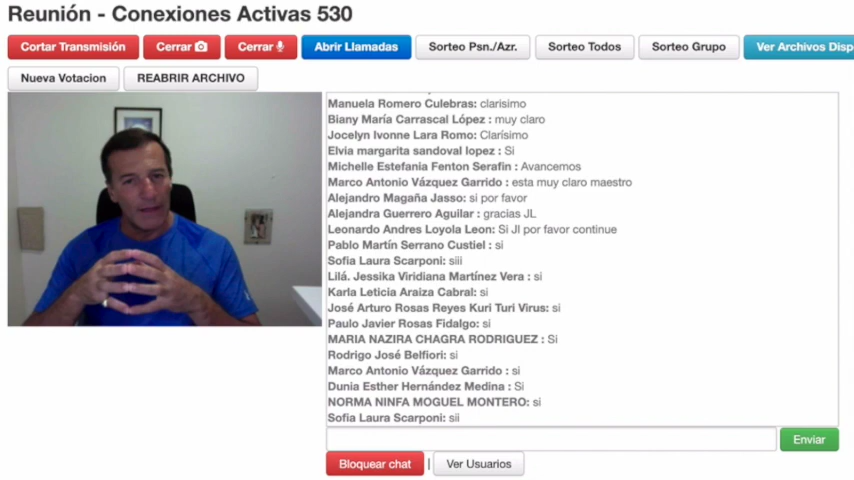 Reunión - Conexiones Activas 530
Cortar Transmisión
Cerrar
Cerrar
Abrir Llamadas
Sorteo Psn./Azr.
Sorteo Todos
Sorteo Grupo
Ver Archivos Disp
Nueva Votacion
REABRIR ARCHIVO
Manuela Romero Culebras: clarisimo
Biany María Carrascal López : muy claro
Jocelyn Ivonne Lara Romo: Clarísimo
Elvia margarita sandoval lopez : Si
Michelle Estefania Fenton Serafin : Avancemos
Marco Antonio Vázquez Garrido : esta muy claro maestro
Alejandro Magaña Jasso: si por favor
Alejandra Guerrero Aguilar : gracias JL
Leonardo Andres Loyola Leon: Si Jl por favor continue
Pablo Martín Serrano Custiel : si
Sofia Laura Scarponi: siii
Lilá. Jessika Viridiana Martínez Vera : si
Karla Leticia Araiza Cabral: si
José Arturo Rosas Reyes Kuri Turi Virus: si
Paulo Javier Rosas Fidalgo: si
MARIA NAZIRA CHAGRA RODRIGUEZ : Si
Rodrigo José Belfiori: si
Marco Antonio Vázquez Garrido : si
Dunia Esther Hernández Medina : Si
NORMA NINFA MOGUEL MONTERO: si
Sofia Laura Scarponi: sii
Enviar
Bloquear chat
|
Ver Usuarios